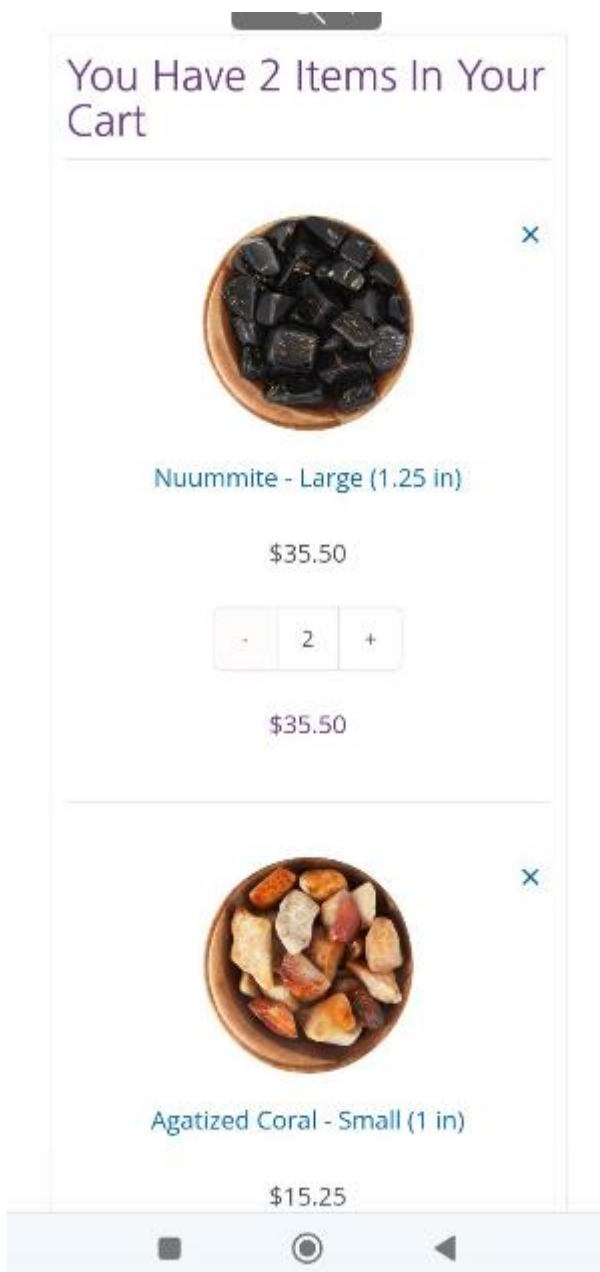 You Have 2 Items In Your
Cart
×
Nuummite - Large (1.25 in)
$35.50
- 2 +
$35.50
×
Agatized Coral - Small (1 in)
$15.25